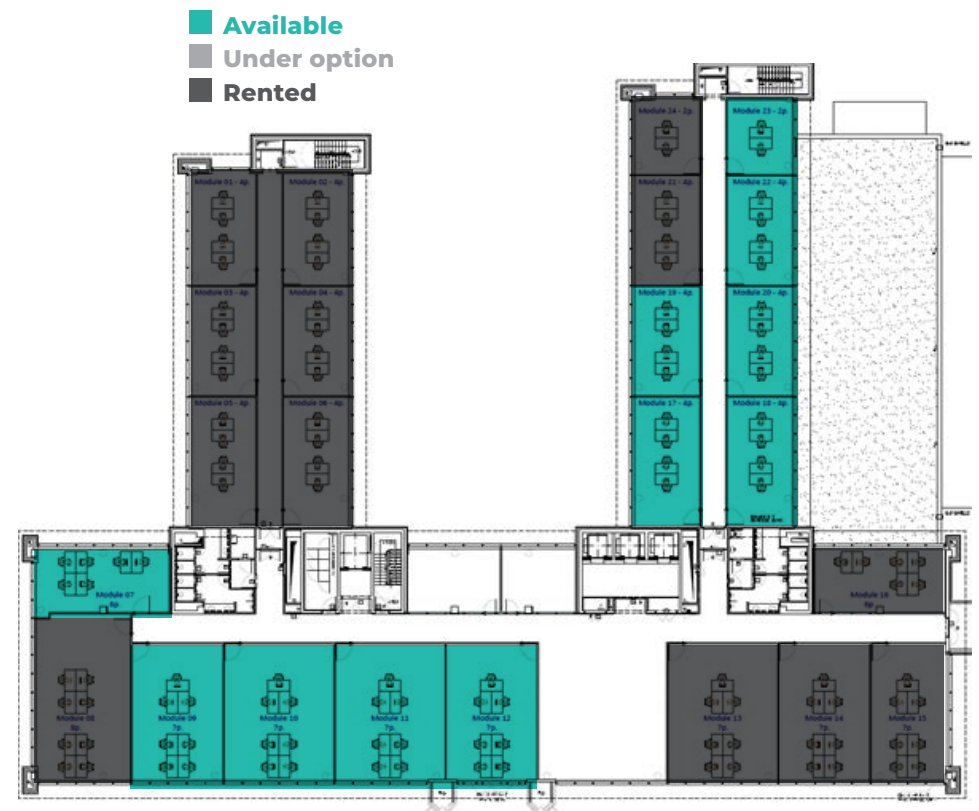 Available
Under option
Rented
Module 24 - 2p.
Module 23 - 2p.
Module 01 - 4p.
Module 02 - 4p.
Module 21 - 4p.
Module 22 - 4p.
Module 03 - 4p.
Module 04 - 4p.
Module 19 - 4p.
Module 20 - 4p.
Module 05 - 4p.
Module 06 - 4p.
Module 17 - 4p.
Module 18 - 4p.
Module 07
6p.
Module 16
6p.
Module 08
8p.
Module 09
7p.
Module 10
7p.
Module 11
7p.
Module 12
7p.
Module 13
7p.
Module 14
7p.
Module 15
7p.